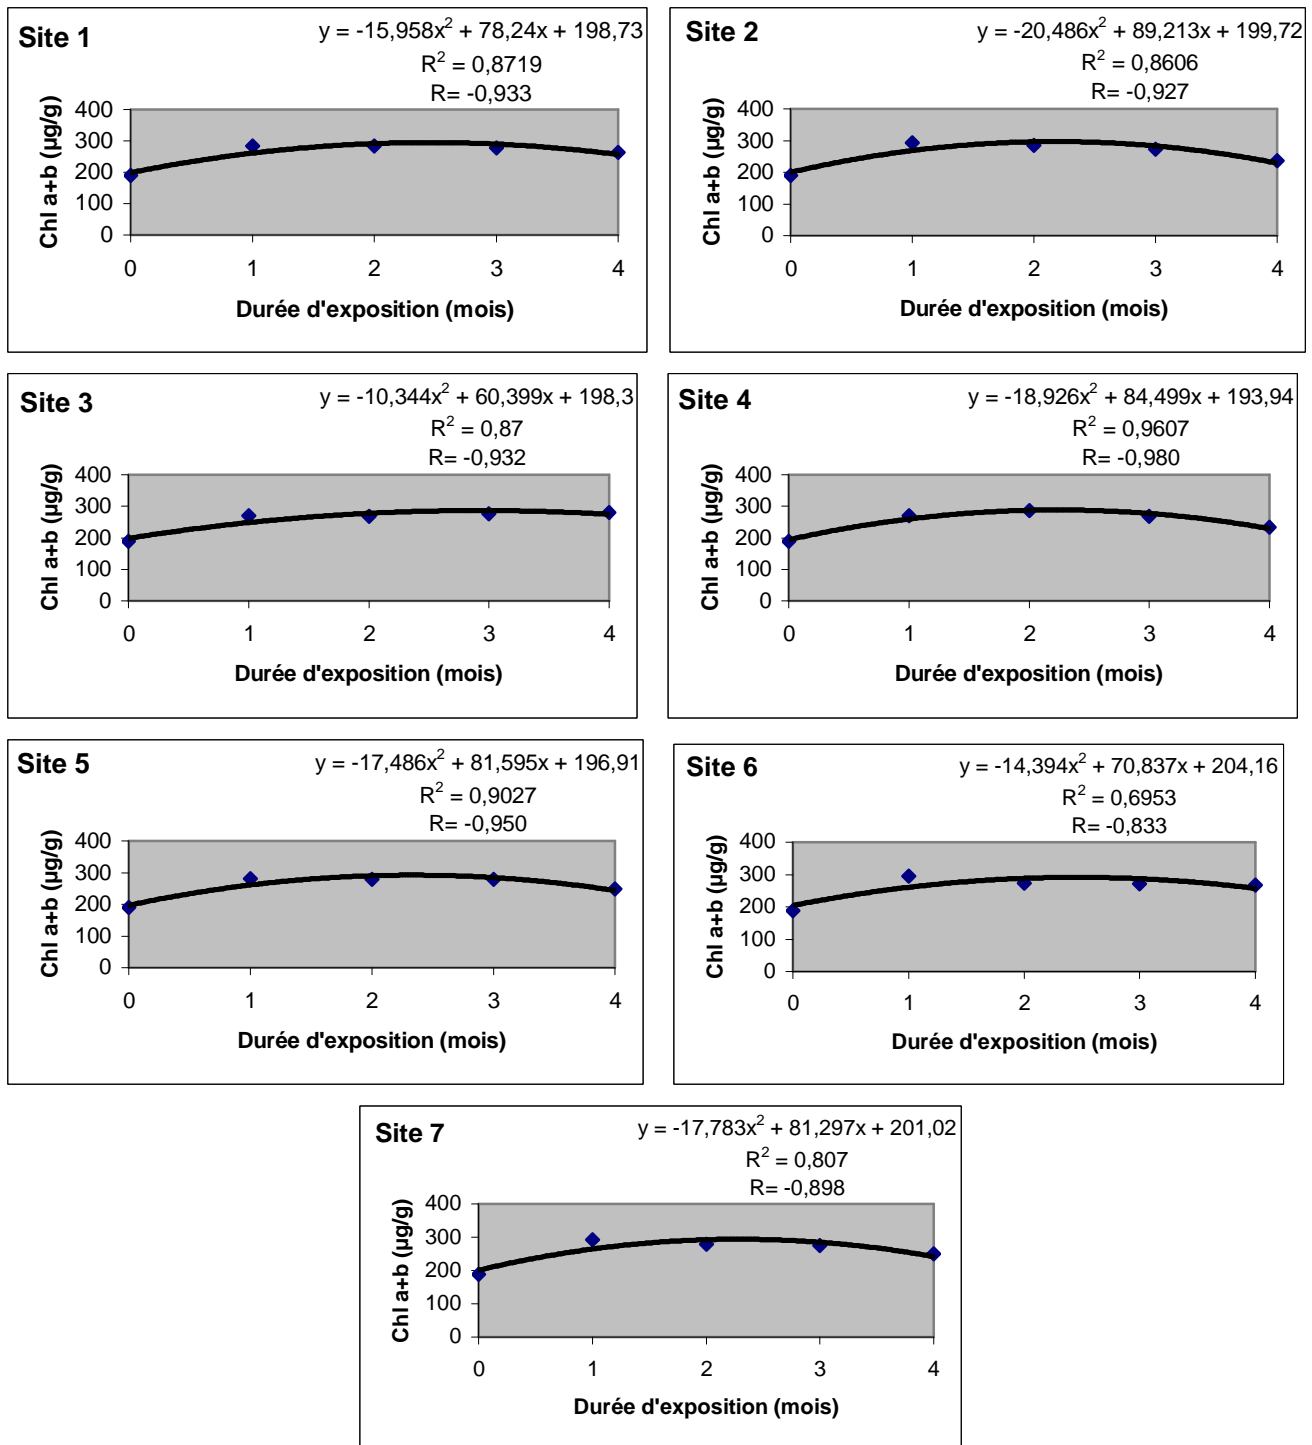 Site 1
y = -15,958x² + 78,24x + 198,73
R² = 0,8719
R= -0,933
Chl a+b (µg/g)
400
300
200
100
0
0 1 2 3 4
Durée d'exposition (mois)
Site 2
y = -20,486x² + 89,213x + 199,72
R² = 0,8606
R= -0,927
Chl a+b (µg/g)
400
300
200
100
0
0 1 2 3 4
Durée d'exposition (mois)
Site 3
y = -10,344x² + 60,399x + 198,3
R² = 0,87
R= -0,932
Chl a+b (µg/g)
400
300
200
100
0
0 1 2 3 4
Durée d'exposition (mois)
Site 4
y = -18,926x² + 84,499x + 193,94
R² = 0,9607
R= -0,980
Chl a+b (µg/g)
400
300
200
100
0
0 1 2 3 4
Durée d'exposition (mois)
Site 5
y = -17,486x² + 81,595x + 196,91
R² = 0,9027
R= -0,950
Chl a+b (µg/g)
400
300
200
100
0
0 1 2 3 4
Durée d'exposition (mois)
Site 6
y = -14,394x² + 70,837x + 204,16
R² = 0,6953
R= -0,833
Chl a+b (µg/g)
400
300
200
100
0
0 1 2 3 4
Durée d'exposition (mois)
Site 7
y = -17,783x² + 81,297x + 201,02
R² = 0,807
R= -0,898
Chl a+b (µg/g)
400
300
200
100
0
0 1 2 3 4
Durée d'exposition (mois)